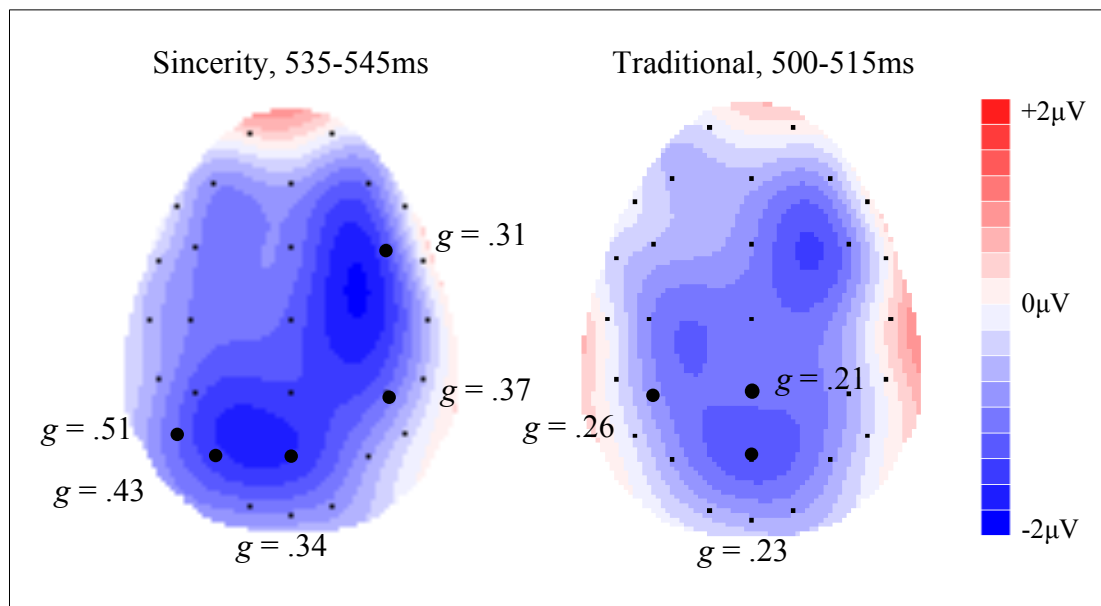 Sincerity, 535-545ms
Traditional, 500-515ms
+2µV
g = .31
0µV
g = .37
g = .21
g = .51
g = .26
g = .43
-2µV
g = .34
g = .23